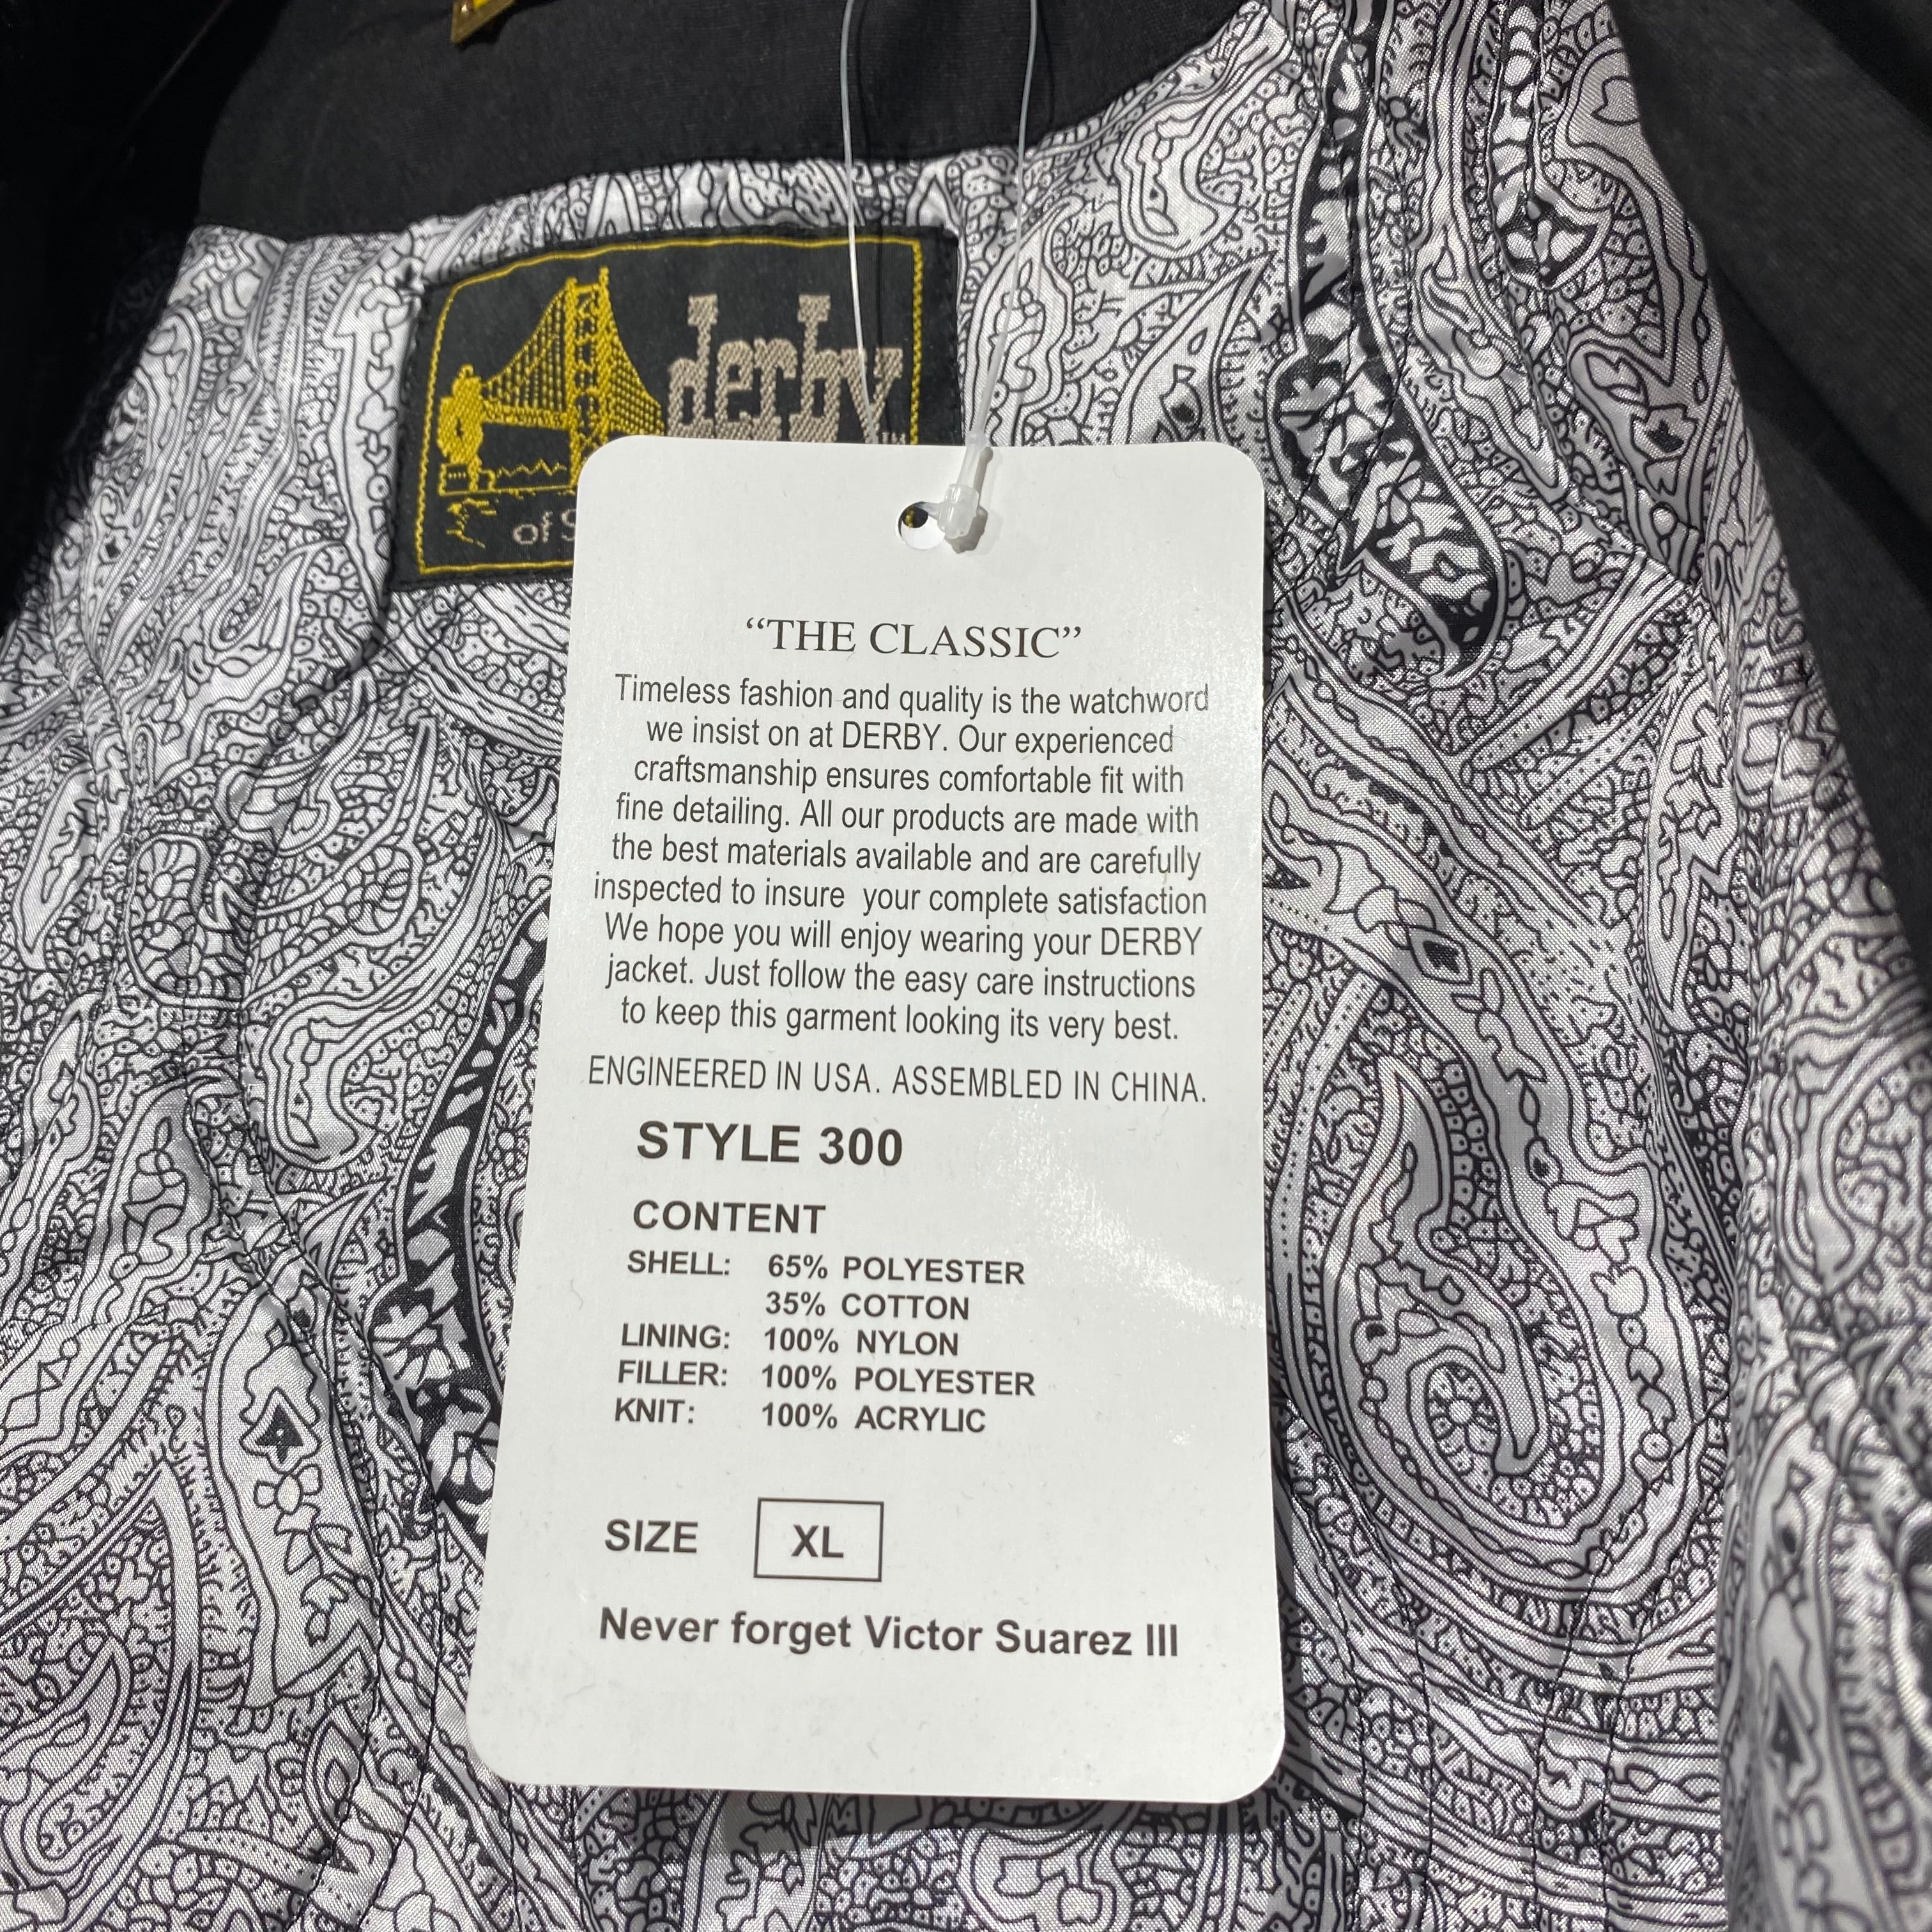 derby
of
“THE CLASSIC”
Timeless fashion and quality is the watchword
we insist on at DERBY. Our experienced
craftsmanship ensures comfortable fit with
fine detailing. All our products are made with
the best materials available and are carefully
inspected to insure your complete satisfaction
We hope you will enjoy wearing your DERBY
jacket. Just follow the easy care instructions
to keep this garment looking its very best.
ENGINEERED IN USA. ASSEMBLED IN CHINA.
STYLE 300
CONTENT
SHELL: 65% POLYESTER
35% COTTON
LINING: 100% NYLON
FILLER: 100% POLYESTER
KNIT: 100% ACRYLIC
SIZE XL
Never forget Victor Suarez III